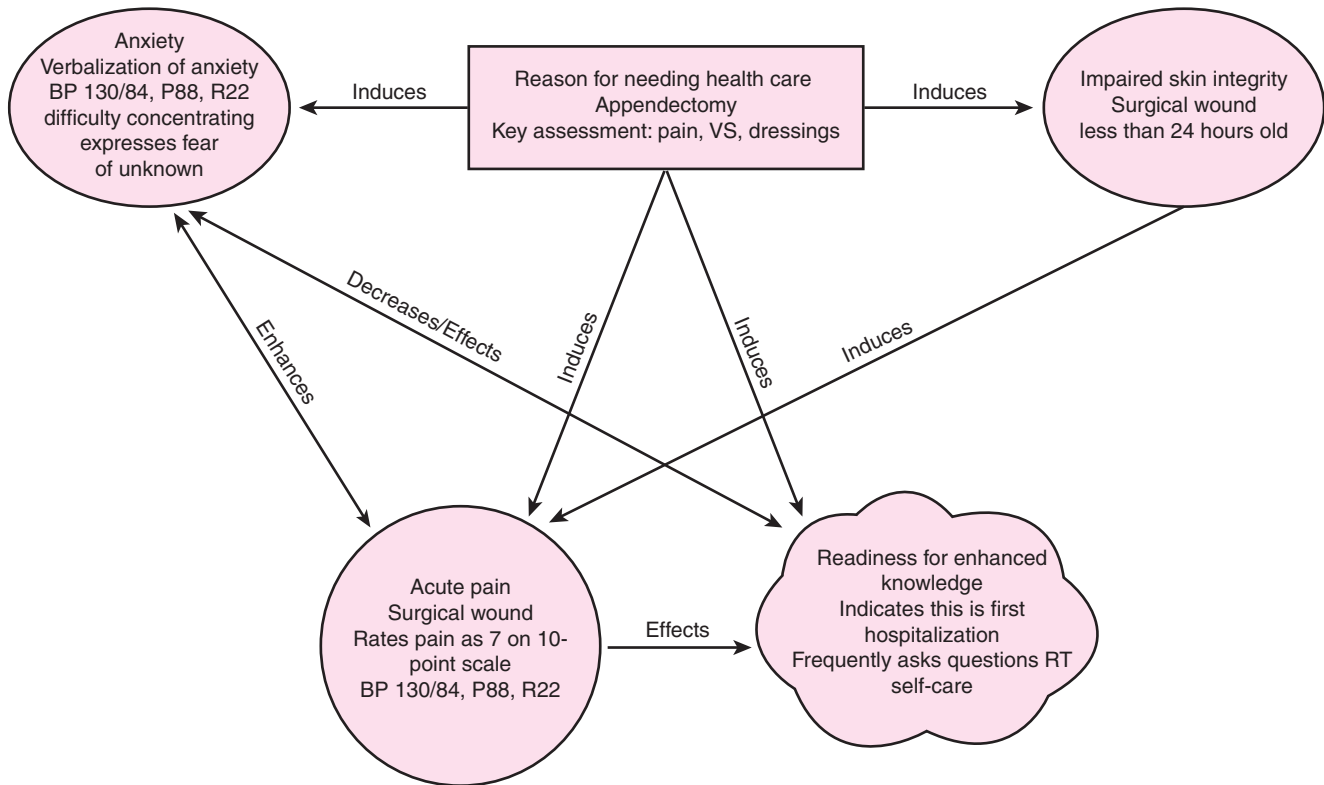 Anxiety
Verbalization of anxiety
BP 130/84, P88, R22
difficulty concentrating
expresses fear
of unknown
Induces
Reason for needing health care
Appendectomy
Key assessment: pain, VS, dressings
Induces
Impaired skin integrity
Surgical wound
less than 24 hours old
Enhances
Decreases/Effects
Induces
Induces
Induces
Acute pain
Surgical wound
Rates pain as 7 on 10-
point scale
BP 130/84, P88, R22
Effects
Readiness for enhanced
knowledge
Indicates this is first
hospitalization
Frequently asks questions RT
self-care